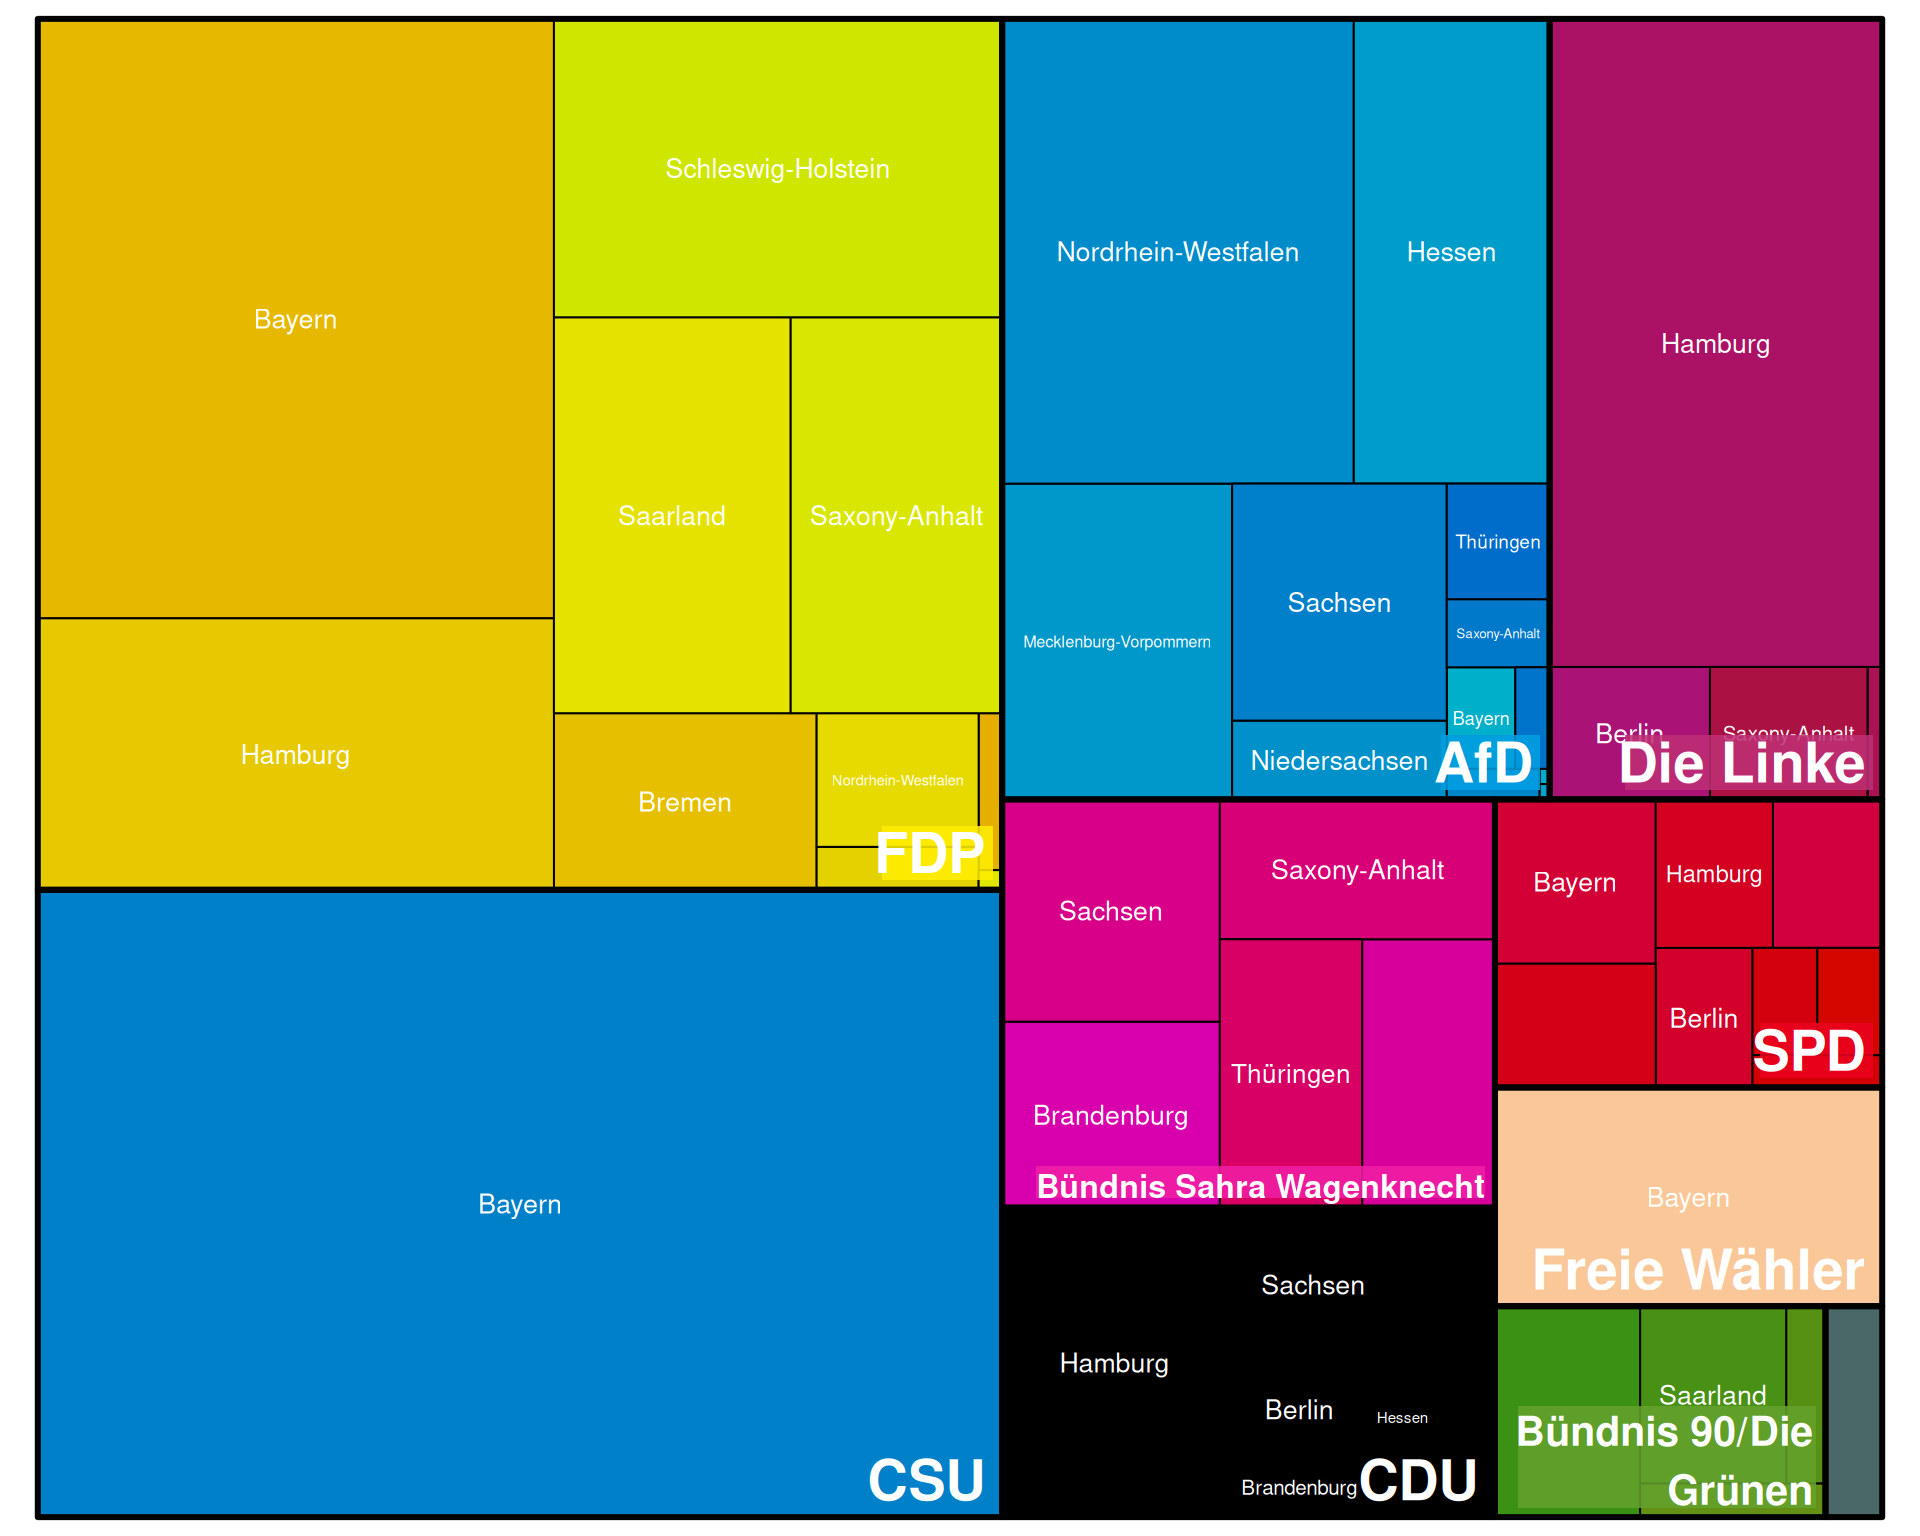 Bayern
Schleswig-Holstein
Saarland
Saxony-Anhalt
Hamburg
Bremen
Nordrhein-Westfalen
FDP
Bayern
CSU
Nordrhein-Westfalen
Hessen
Mecklenburg-Vorpommern
Sachsen
Thüringen
Saxony-Anhalt
Bayern
Niedersachsen
AfD
Hamburg
Berlin
Saxony-Anhalt
Die Linke
Sachsen
Saxony-Anhalt
Brandenburg
Thüringen
Bündnis Sahra Wagenknecht
Bayern
Hamburg
Berlin
SPD
Sachsen
Hamburg
Berlin
Hessen
Brandenburg
CDU
Bayern
Freie Wähler
Saarland
Bündnis 90/Die
Grünen